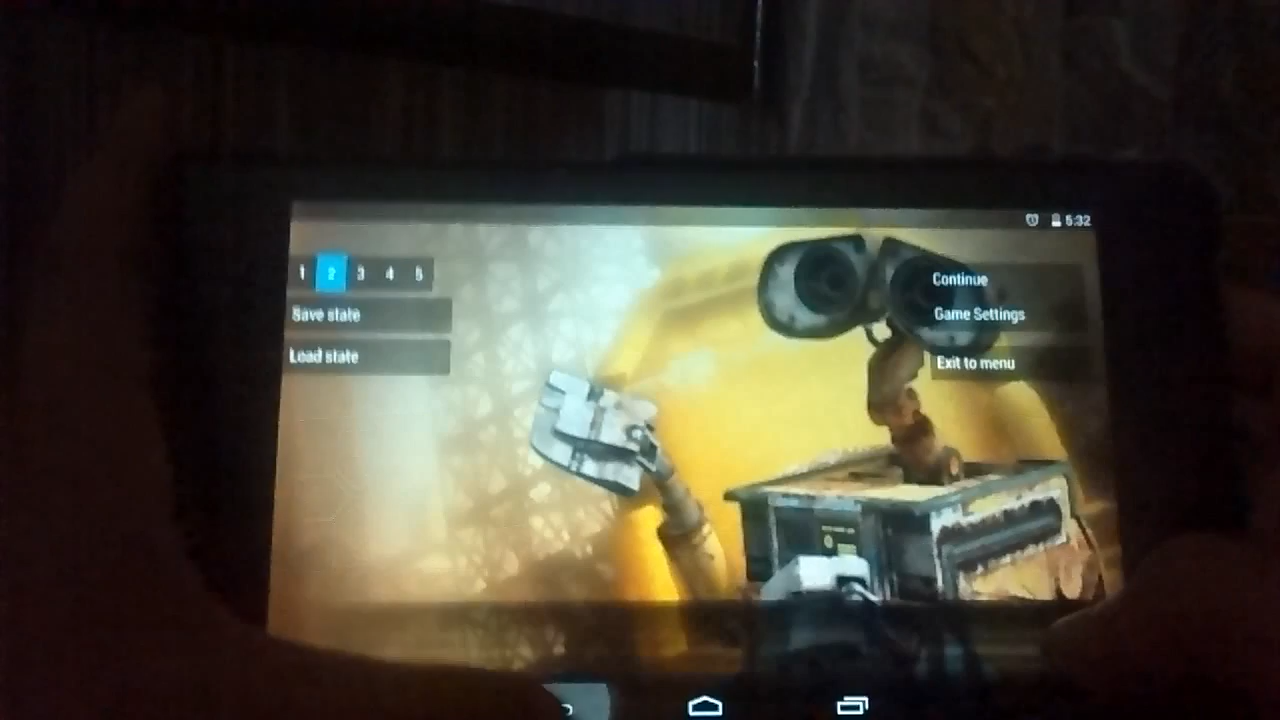 5:32
1 2 3 4 5
Save state
Load state
Continue
Game Settings
Exit to menu